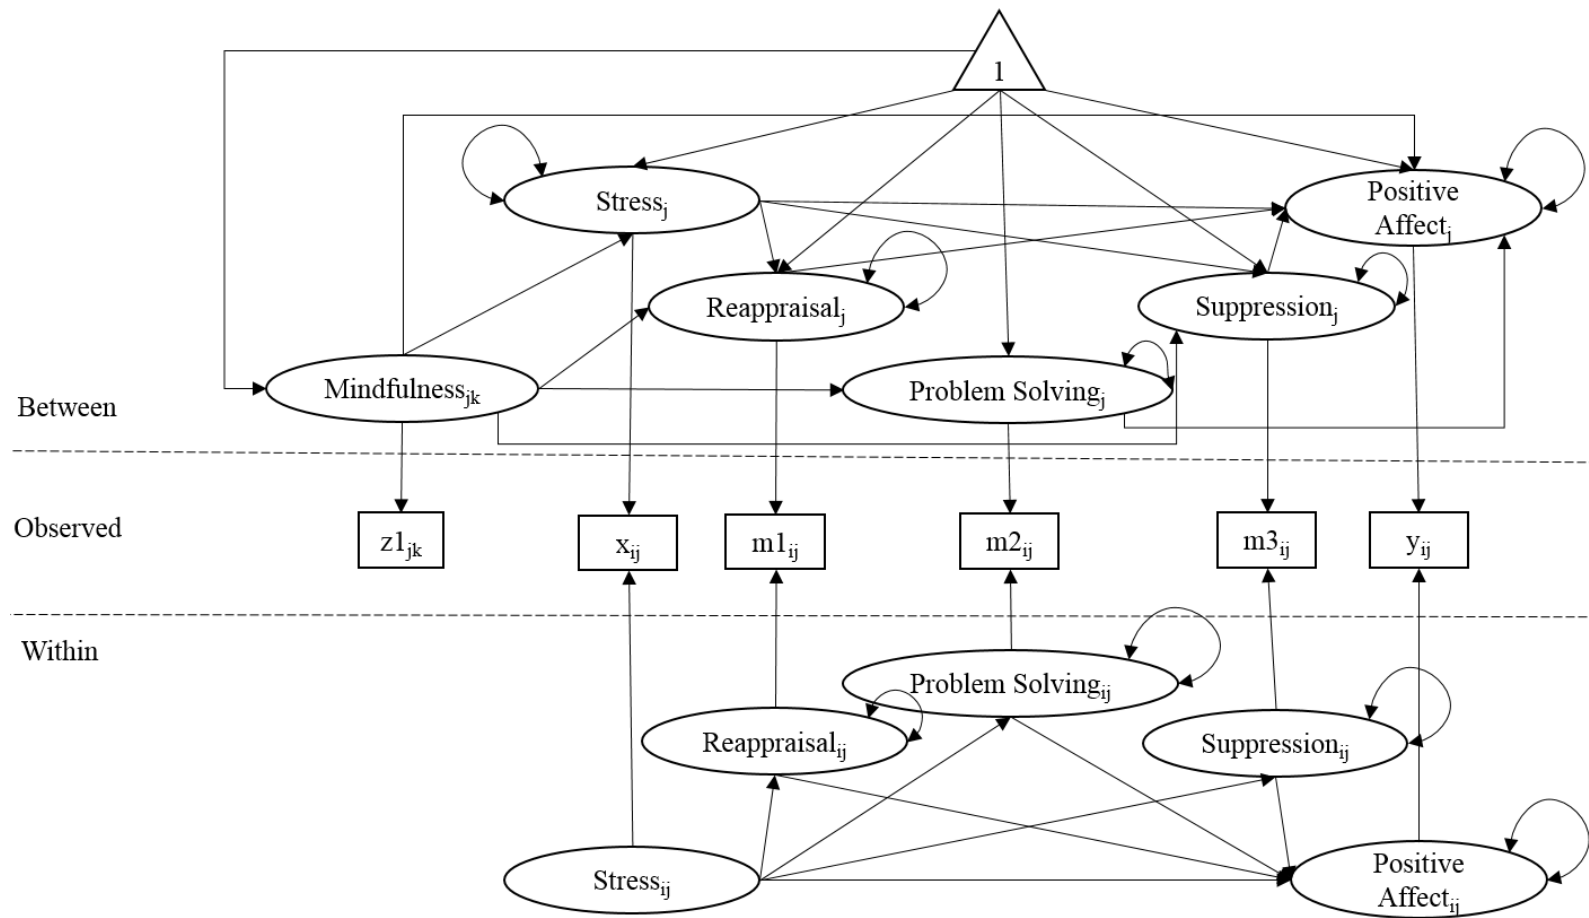 1
Stress_j
Positive
Affect_j
Reappraisal_j
Suppression_j
Mindfulness_jk
Problem Solving_j
Between
Observed
z1_jk
x_ij
m1_ij
m2_ij
m3_ij
y_ij
Within
Problem Solving_ij
Reappraisal_ij
Suppression_ij
Stress_ij
Positive
Affect_ij